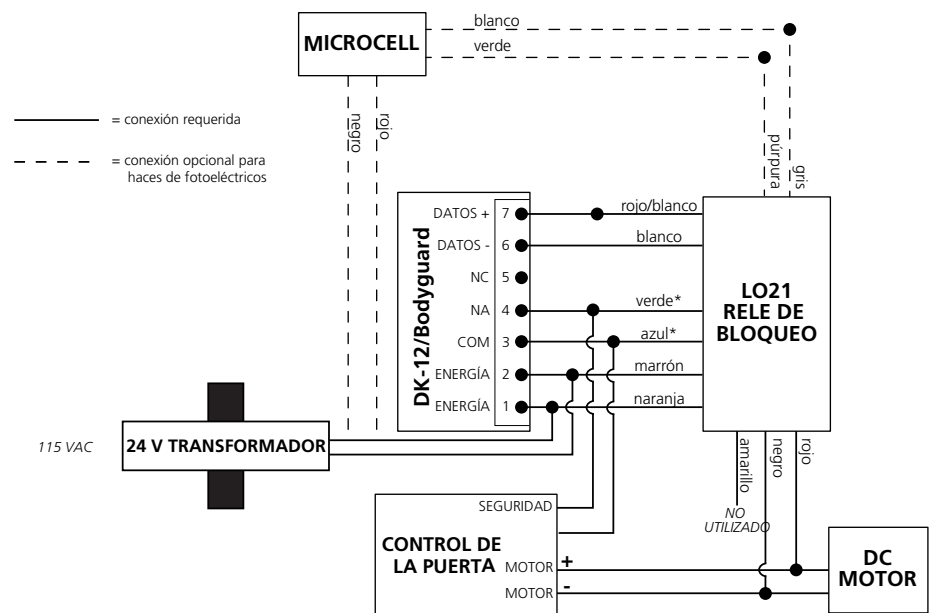 blanco
MICROCELL
verde
negro
rojo
= conexión requerida
= conexión opcional para
haces de fotoeléctricos
púrpura
gris
DK-12/Bodyguard
DATOS + 7
rojo/blanco
DATOS - 6
blanco
NC 5
NA 4
verde*
COM 3
azul*
ENERGÍA 2
marrón
ENERGÍA 1
naranja
LO21
RELE DE
BLOQUEO
115 VAC
24 V TRANSFORMADOR
amarillo
negro
rojo
NO
UTILIZADO
SEGURIDAD
CONTROL DE
LA PUERTA
MOTOR +
MOTOR -
DC
MOTOR